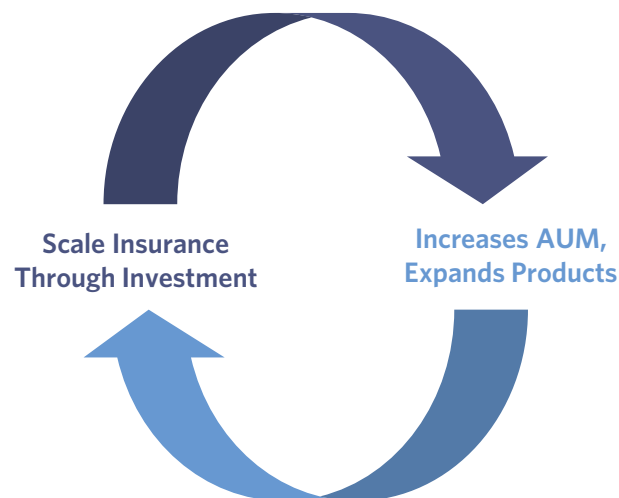 Scale Insurance
Through Investment
Increases AUM,
Expands Products